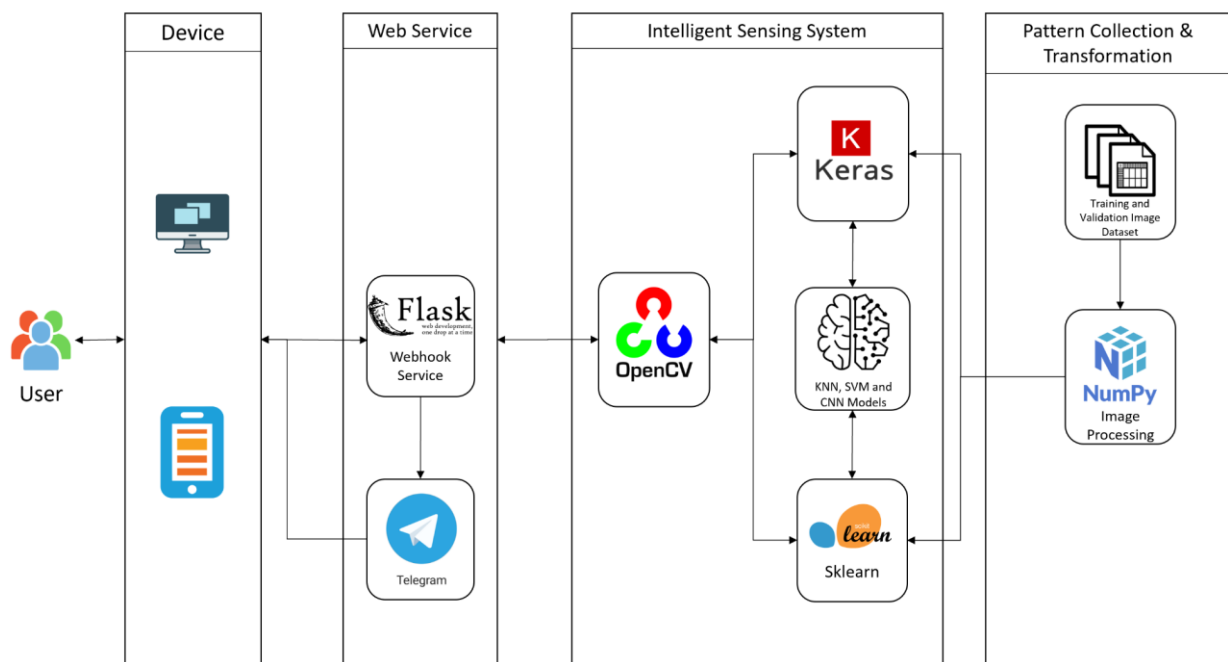 Device
Web Service
Intelligent Sensing System
Pattern Collection &
Transformation
User
Flask
web development,
one drop at a time
Webhook
Service
Telegram
OpenCV
K
Keras
KNN, SVM and
CNN Models
scikit
learn
Sklearn
Training and
Validation Image
Dataset
N
NumPy
Image
Processing